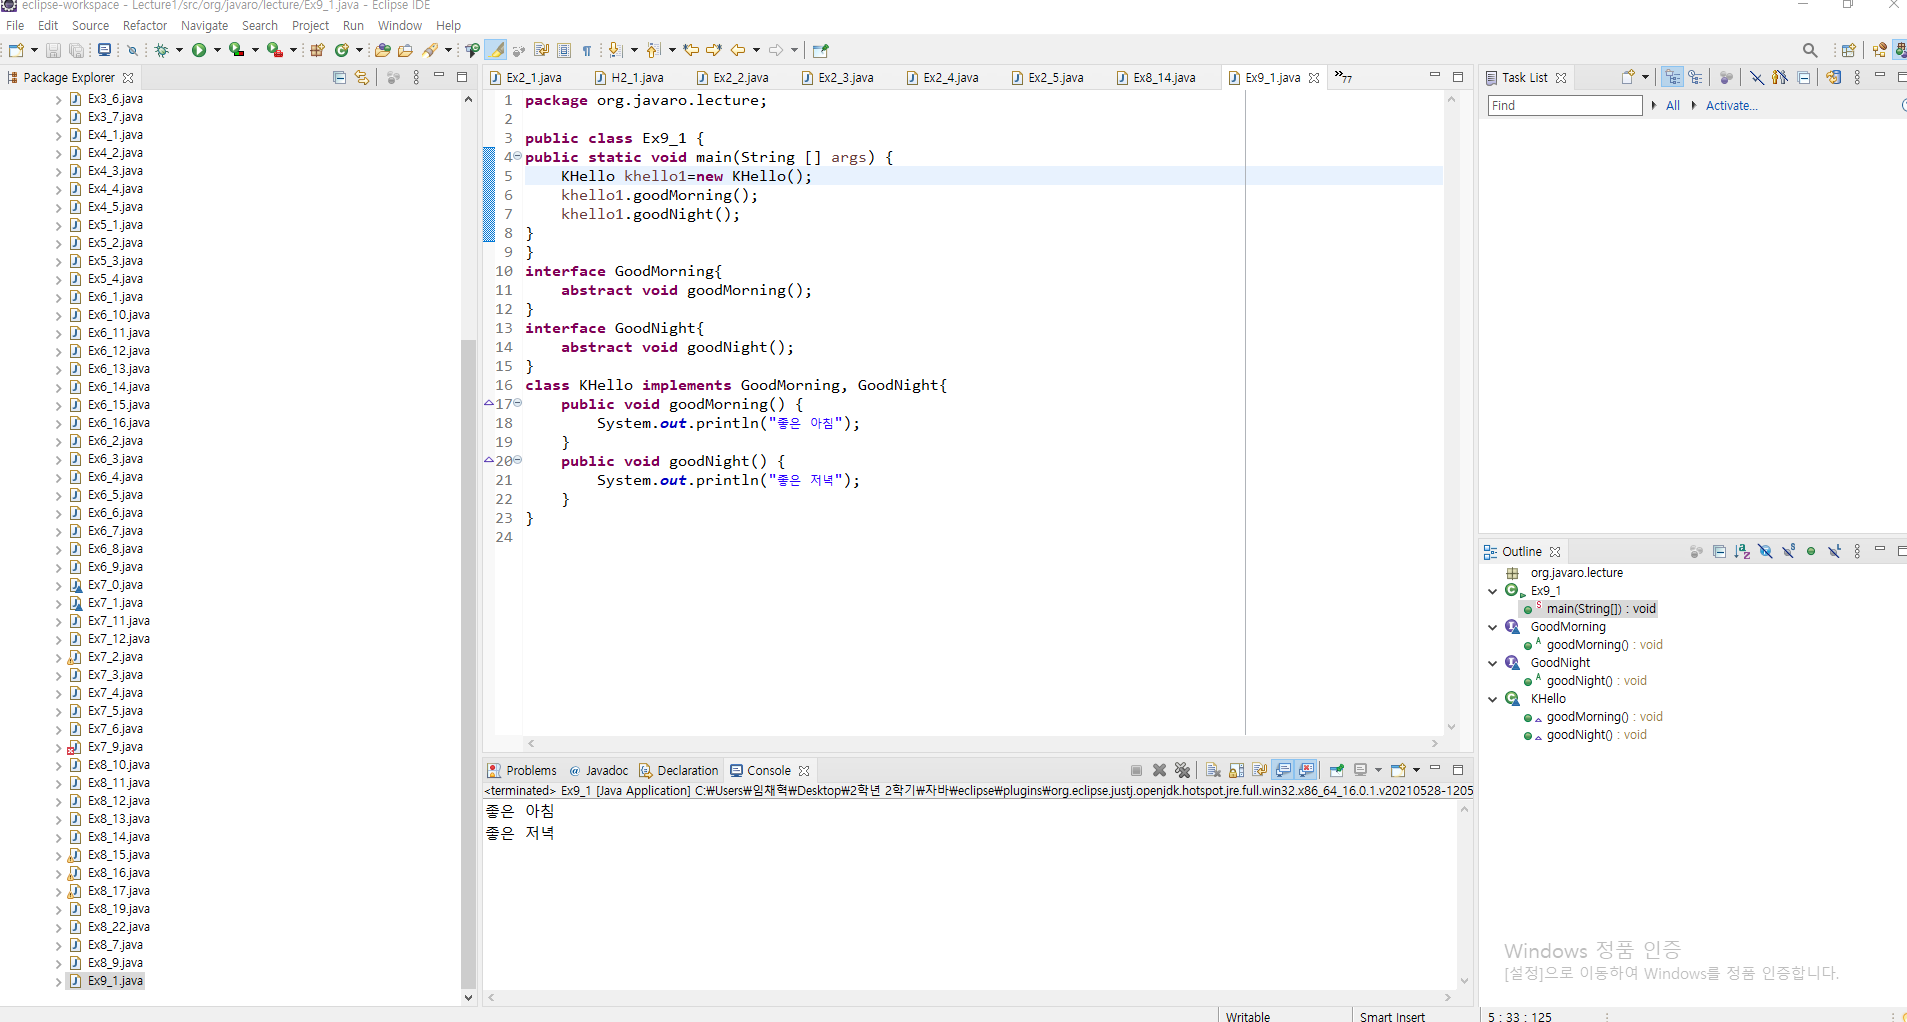 eclipse-workspace - Lecture1/src/org/javaro/lecture/Ex9_1.java - Eclipse IDE
File Edit Source Refactor Navigate Search Project Run Window Help
Package Explorer
Ex3_6.java
Ex3_7.java
Ex4_1.java
Ex4_2.java
Ex4_3.java
Ex4_4.java
Ex4_5.java
Ex5_1.java
Ex5_2.java
Ex5_3.java
Ex5_4.java
Ex6_1.java
Ex6_10.java
Ex6_11.java
Ex6_12.java
Ex6_13.java
Ex6_14.java
Ex6_15.java
Ex6_16.java
Ex6_2.java
Ex6_3.java
Ex6_4.java
Ex6_5.java
Ex6_6.java
Ex6_7.java
Ex6_8.java
Ex6_9.java
Ex7_0.java
Ex7_1.java
Ex7_11.java
Ex7_12.java
Ex7_2.java
Ex7_3.java
Ex7_4.java
Ex7_5.java
Ex7_6.java
Ex7_9.java
Ex8_10.java
Ex8_11.java
Ex8_12.java
Ex8_13.java
Ex8_14.java
Ex8_15.java
Ex8_16.java
Ex8_17.java
Ex8_19.java
Ex8_22.java
Ex8_7.java
Ex8_9.java
Ex9_1.java
Ex2_1.java H2_1.java Ex2_2.java Ex2_3.java Ex2_4.java Ex2_5.java Ex8_14.java Ex9_1.java »77
1 package org.javaro.lecture;
2
3 public class Ex9_1 {
4 public static void main(String [] args) {
5     KHello khello1=new KHello();
6     khello1.goodMorning();
7     khello1.goodNight();
8 }
9 }
10 interface GoodMorning{
11     abstract void goodMorning();
12 }
13 interface GoodNight{
14     abstract void goodNight();
15 }
16 class KHello implements GoodMorning, GoodNight{
17     public void goodMorning() {
18         System.out.println("좋은 아침");
19     }
20     public void goodNight() {
21         System.out.println("좋은 저녁");
22     }
23 }
24
Problems @ Javadoc Declaration Console
<terminated> Ex9_1 [Java Application] C:₩Users₩임채혁₩Desktop₩2학년 2학기₩자바₩eclipse₩plugins₩org.eclipse.justj.openjdk.hotspot.jre.full.win32.x86_64_16.0.1.v20210528-1205
좋은 아침
좋은 저녁
Task List
Find All Activate...
Outline
org.javaro.lecture
Ex9_1
main(String[]) : void
GoodMorning
goodMorning() : void
GoodNight
goodNight() : void
KHello
goodMorning() : void
goodNight() : void
Windows 정품 인증
[설정]으로 이동하여 Windows를 정품 인증합니다.
Writable Smart Insert 5 : 33 : 125